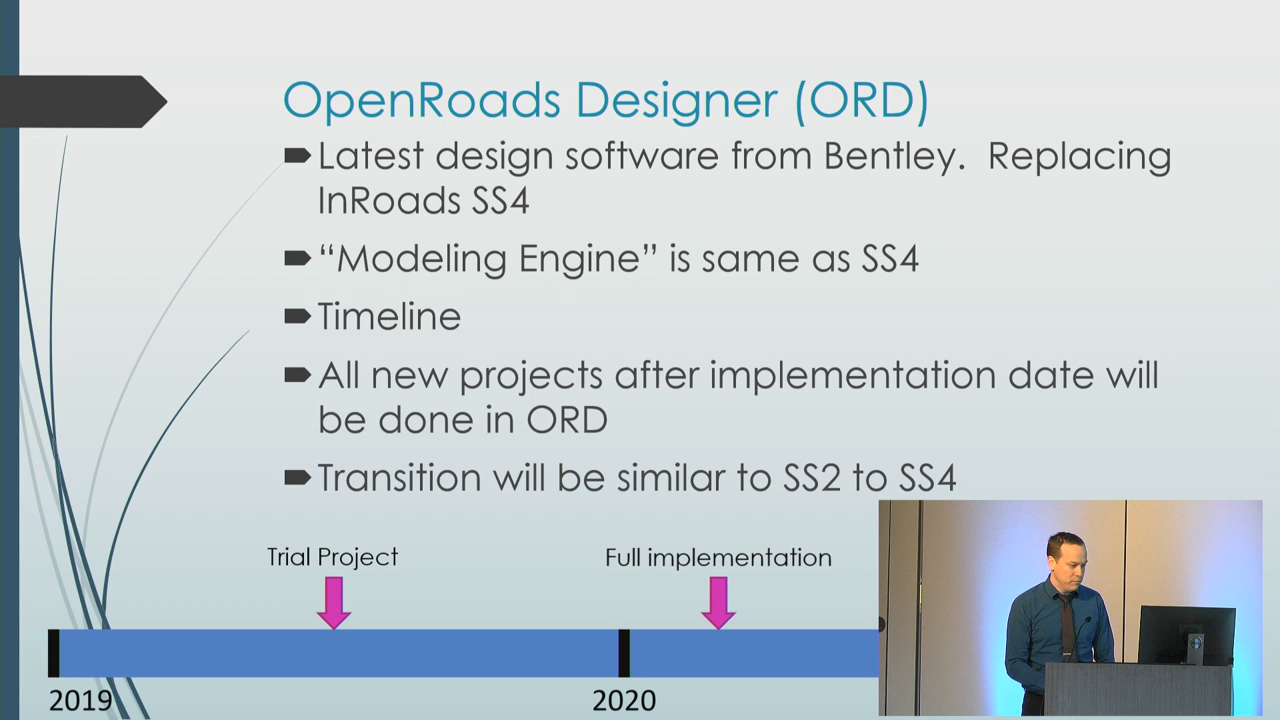 OpenRoads Designer (ORD)
Latest design software from Bentley.  Replacing
InRoads SS4
“Modeling Engine” is same as SS4
Timeline
All new projects after implementation date will
be done in ORD
Transition will be similar to SS2 to SS4
Trial Project
Full implementation
2019
2020